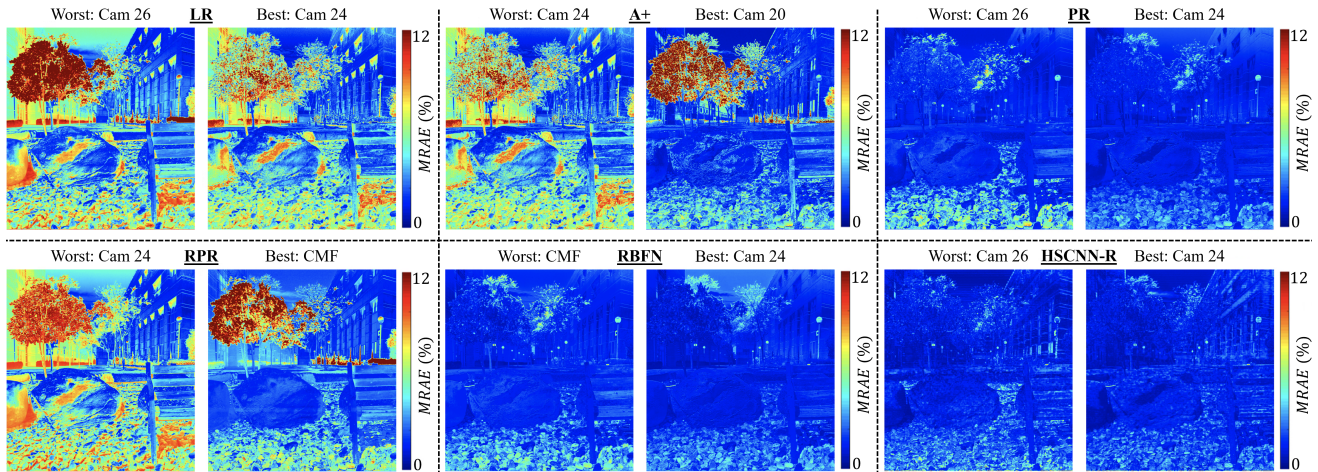 Worst: Cam 26 LR Best: Cam 24
12
MRAE (%)
0
Worst: Cam 24 A+ Best: Cam 20
12
MRAE (%)
0
Worst: Cam 26 PR Best: Cam 24
12
MRAE (%)
0
Worst: Cam 24 RPR Best: CMF
12
MRAE (%)
0
Worst: CMF RBFN Best: Cam 24
12
MRAE (%)
0
Worst: Cam 26 HSCNN-R Best: Cam 24
12
MRAE (%)
0